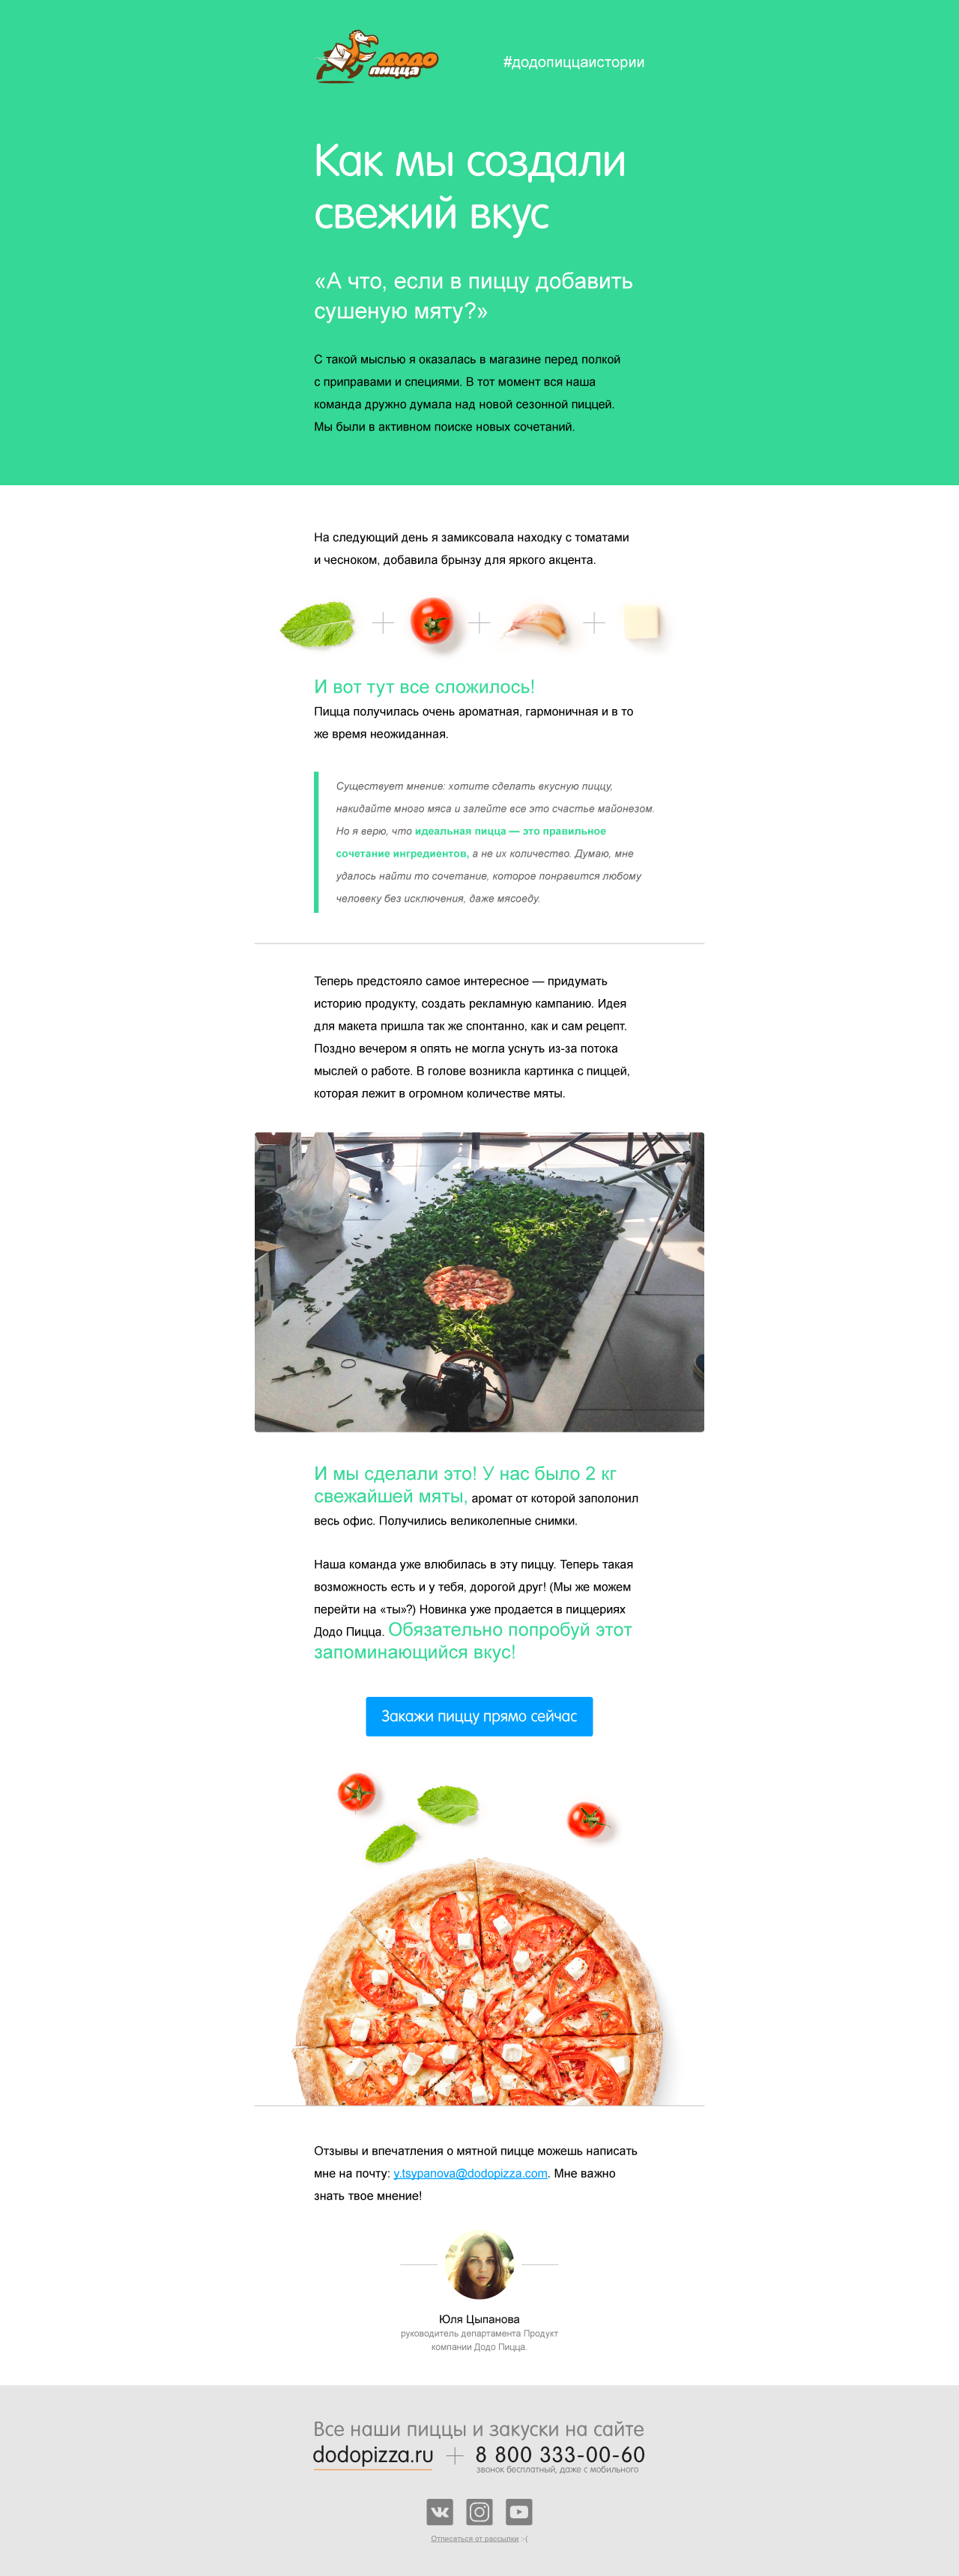 ДОДО
пицца
#додопиццаистории
Как мы создали
свежий вкус
«А что, если в пиццу добавить
сушеную мяту?»
С такой мыслью я оказалась в магазине перед полкой
с приправами и специями. В тот момент вся наша
команда дружно думала над новой сезонной пиццей.
Мы были в активном поиске новых сочетаний.
На следующий день я замиксовала находку с томатами
и чесноком, добавила брынзу для яркого акцента.
И вот тут все сложилось!
Пицца получилась очень ароматная, гармоничная и в то
же время неожиданная.
Существует мнение: хотите сделать вкусную пиццу,
накидайте много мяса и залейте все это счастье майонезом.
Но я верю, что идеальная пицца — это правильное
сочетание ингредиентов, а не их количество. Думаю, мне
удалось найти то сочетание, которое понравится любому
человеку без исключения, даже мясоеду.
Теперь предстояло самое интересное — придумать
историю продукту, создать рекламную кампанию. Идея
для макета пришла так же спонтанно, как и сам рецепт.
Поздно вечером я опять не могла уснуть из-за потока
мыслей о работе. В голове возникла картинка с пиццей,
которая лежит в огромном количестве мяты.
И мы сделали это! У нас было 2 кг
свежайшей мяты, аромат от которой заполонил
весь офис. Получились великолепные снимки.
Наша команда уже влюбилась в эту пиццу. Теперь такая
возможность есть и у тебя, дорогой друг! (Мы же можем
перейти на «ты»?) Новинка уже продается в пиццериях
Додо Пицца. Обязательно попробуй этот
запоминающийся вкус!
Закажи пиццу прямо сейчас
Отзывы и впечатления о мятной пицце можешь написать
мне на почту: y.tsypanova@dodopizza.com. Мне важно
знать твое мнение!
Юля Цыпанова
руководитель департамента Продукт
компании Додо Пицца.
Все наши пиццы и закуски на сайте
dodopizza.ru + 8 800 333-00-60
звонок бесплатный, даже с мобильного
Отписаться от рассылки :-(